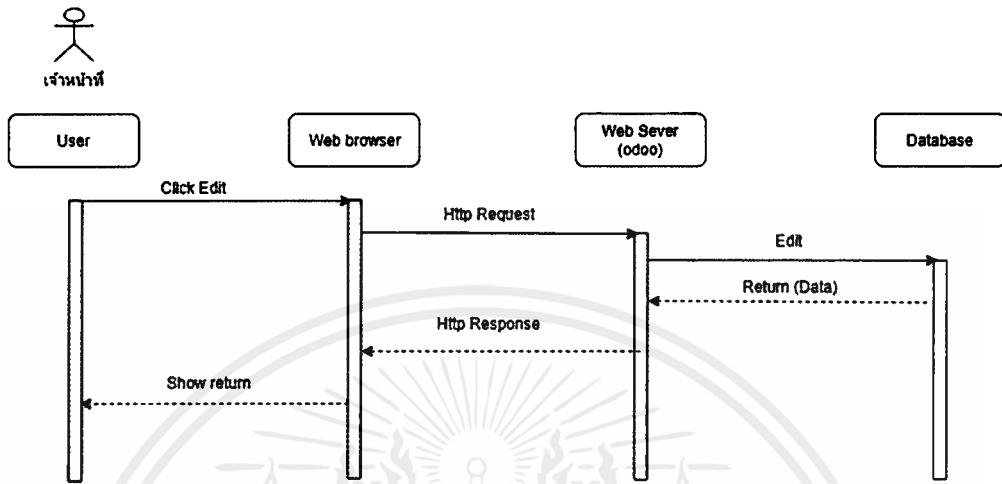 เจ้าหน้าที่
User
Web browser
Web Sever
(odoo)
Database
Click Edit
Http Request
Edit
Return (Data)
Http Response
Show return